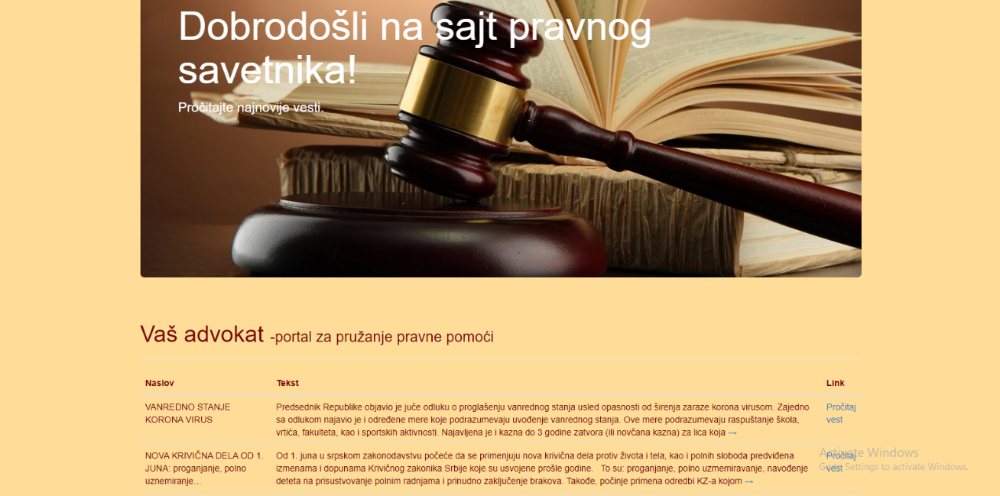 Dobrodošli na sajt pravnog
savetnika!
Pročitajte najnovije vesti.
Vaš advokat -portal za pružanje pravne pomoći
Naslov Tekst Link
VANREDNO STANJE
KORONA VIRUS
Predsednik Republike objavio je juče odluku o proglašenju vanrednog stanja usled opasnosti od širenja zaraze korona virusom. Zajedno
sa odlukom najavio je i određene mere koje podrazumevaju uvođenje vanrednog stanja. Ove mere podrazumevaju raspuštanje škola,
vrtića, fakulteta, kao i sportskih aktivnosti. Najavljena je i kazna do 3 godine zatvora (ili novčana kazna) za lica koja →
Pročitaj
vest
NOVA KRIVIČNA DELA OD 1.
JUNA: proganjanje, polno
uznemiranje…
Od 1. juna u srpskom zakonodavstvu počeće da se primenjuju nova krivična dela protiv života i tela, kao i polnih sloboda predviđena
izmenama i dopunama Krivičnog zakonika Srbije koje su usvojene prošle godine. To su: proganjanje, polno uzmemiravanje, navođenje
deteta na prisustvovanje polnim radnjama i prinudno zaključenje brakova. Takođe, počinje primena odredbi KZ-a kojom →
Pročitaj
vest
Activate Windows
Go to Settings to activate Windows.